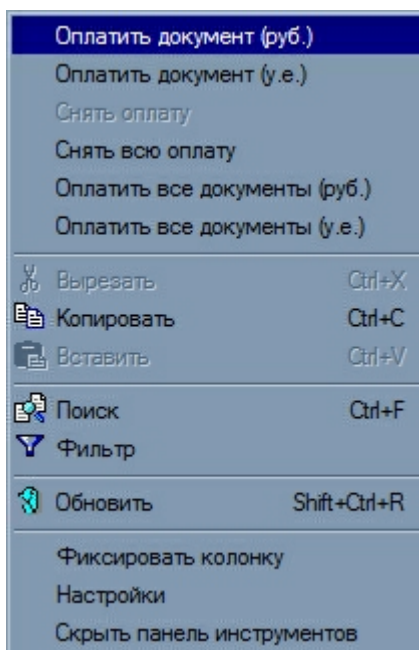 Оплатить документ (руб.)
Оплатить документ (у.е.)
Снять оплату
Снять всю оплату
Оплатить все документы (руб.)
Оплатить все документы (у.е.)
Вырезать Ctrl+X
Копировать Ctrl+C
Вставить Ctrl+V
Поиск Ctrl+F
Фильтр
Обновить Shift+Ctrl+R
Фиксировать колонку
Настройки
Скрыть панель инструментов